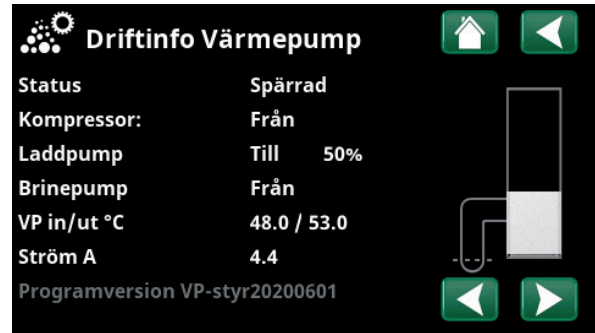 Driftinfo Värmepump
Status Spärrad
Kompressor: Från
Laddpump Till 50%
Brinepump Från
VP in/ut °C 48.0 / 53.0
Ström A 4.4
Programversion VP-styr20200601